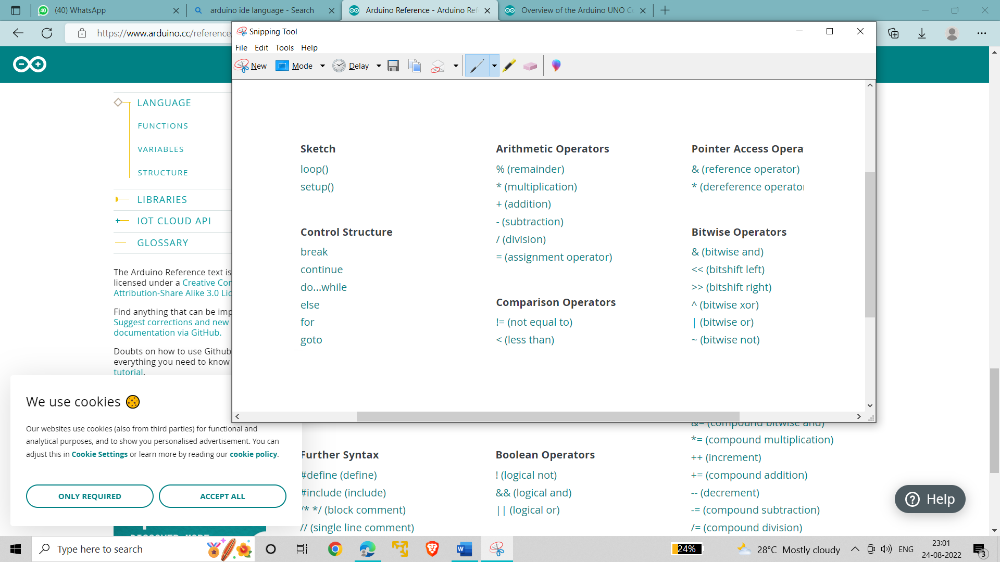 (40) WhatsApp
arduino ide language - Search
Arduino Reference - Arduino Ref
Overview of the Arduino UNO Co
https://www.arduino.cc/reference
Snipping Tool
File Edit Tools Help
New Mode Delay
LANGUAGE
FUNCTIONS
VARIABLES
STRUCTURE
LIBRARIES
IOT CLOUD API
GLOSSARY
The Arduino Reference text is
licensed under a Creative Com
Attribution-Share Alike 3.0 Lic
Find anything that can be imp
Suggest corrections and new
documentation via GitHub.
Doubts on how to use Github
everything you need to know
tutorial.
Sketch
loop()
setup()
Control Structure
break
continue
do...while
else
for
goto
Arithmetic Operators
% (remainder)
* (multiplication)
+ (addition)
- (subtraction)
/ (division)
= (assignment operator)
Comparison Operators
!= (not equal to)
< (less than)
Pointer Access Opera
& (reference operator)
* (dereference operator
Bitwise Operators
& (bitwise and)
<< (bitshift left)
>> (bitshift right)
^ (bitwise xor)
| (bitwise or)
~ (bitwise not)
We use cookies
Our websites use cookies (also from third parties) for functional and
analytical purposes, and to show you personalised advertisement. You can
adjust this in Cookie Settings or learn more by reading our cookie policy.
ONLY REQUIRED
ACCEPT ALL
Further Syntax
#define (define)
#include (include)
/* */ (block comment)
// (single line comment)
Boolean Operators
! (logical not)
&& (logical and)
|| (logical or)
&= (compound bitwise and)
*= (compound multiplication)
++ (increment)
+= (compound addition)
-- (decrement)
-= (compound subtraction)
/= (compound division)
Help
Type here to search
24%
28°C Mostly cloudy
ENG
23:01
24-08-2022
3